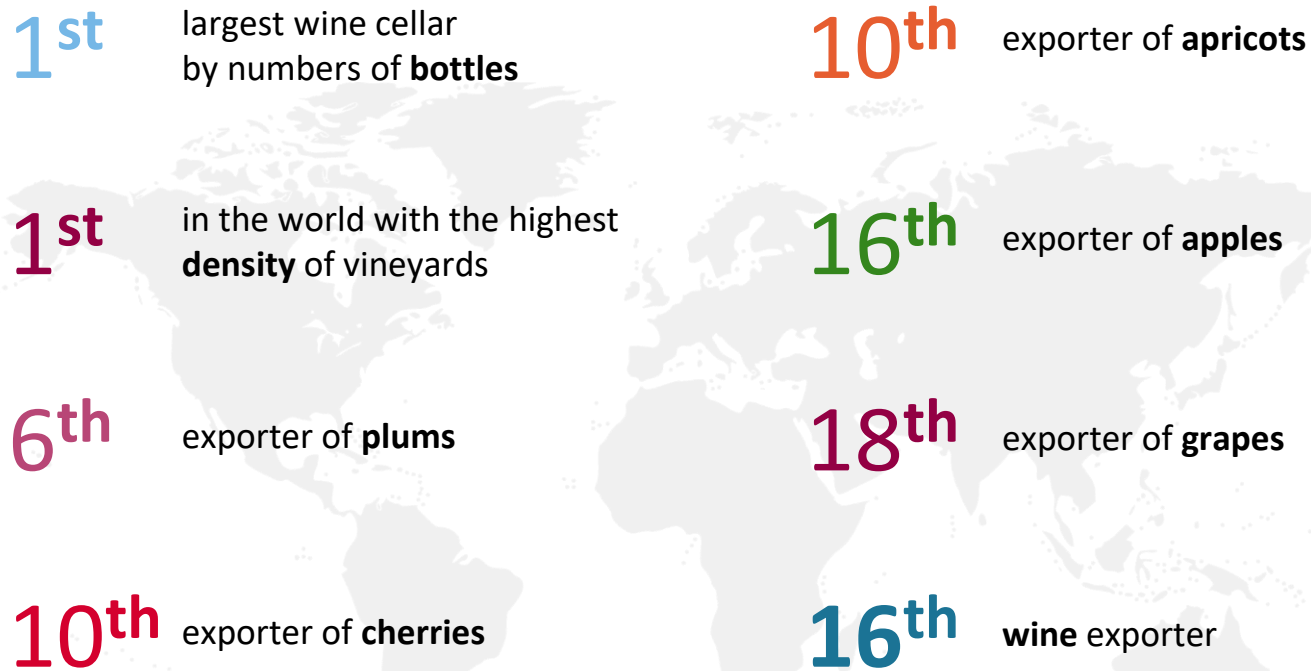 1st
largest wine cellar
by numbers of bottles
1st
in the world with the highest
density of vineyards
6th
exporter of plums
10th
exporter of cherries
10th
exporter of apricots
16th
exporter of apples
18th
exporter of grapes
16th
wine exporter